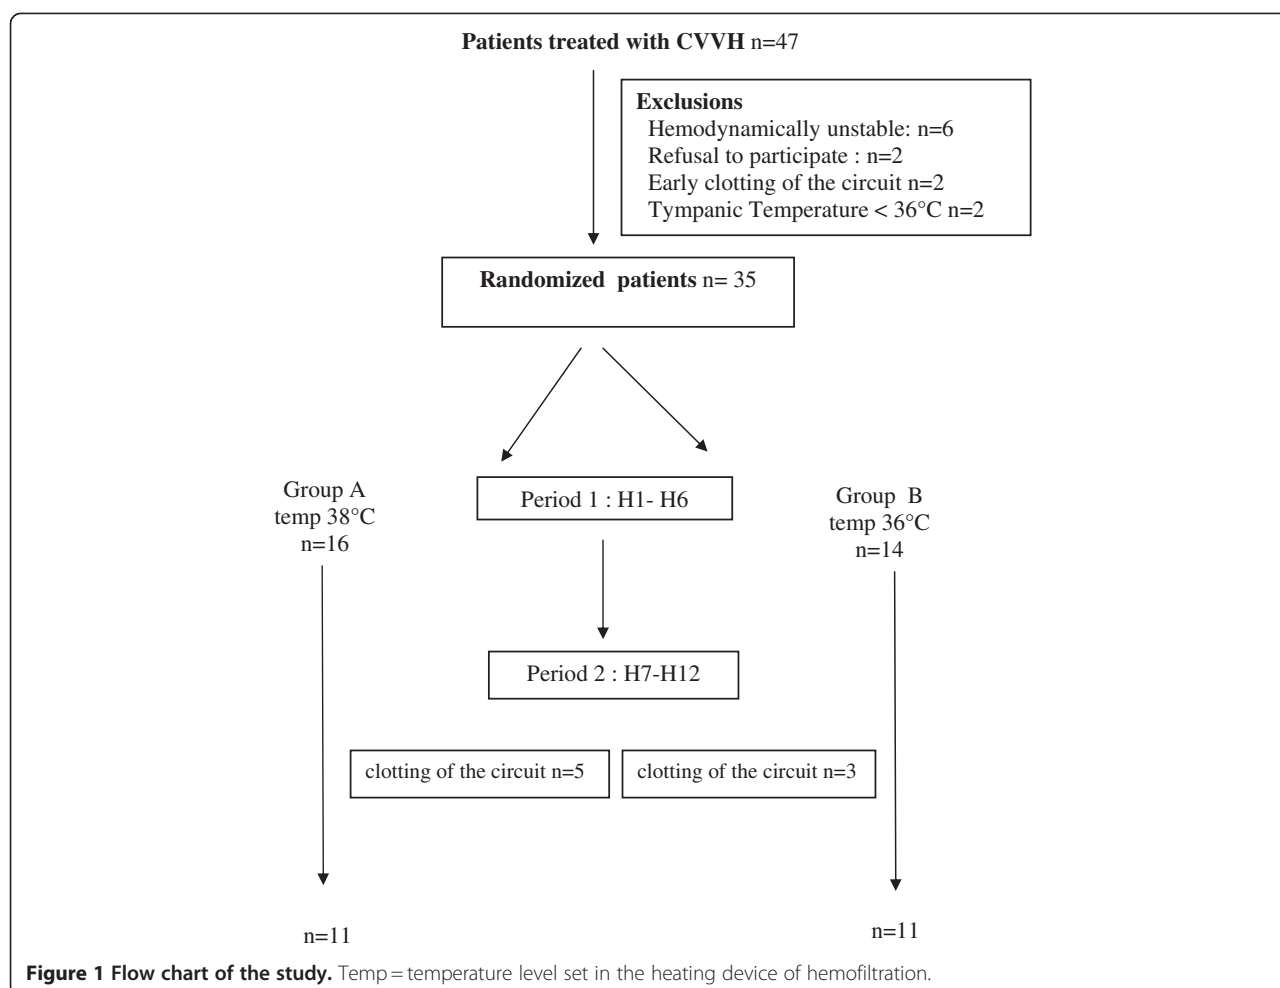 Patients treated with CVVH n=47
Exclusions
Hemodynamically unstable: n=6
Refusal to participate : n=2
Early clotting of the circuit n=2
Tympanic Temperature < 36°C n=2
Randomized patients n= 35
Group A
temp 38°C
n=16
Period 1 : H1- H6
Group B
temp 36°C
n=14
Period 2 : H7-H12
clotting of the circuit n=5
clotting of the circuit n=3
n=11
n=11
Figure 1 Flow chart of the study. Temp = temperature level set in the heating device of hemofiltration.